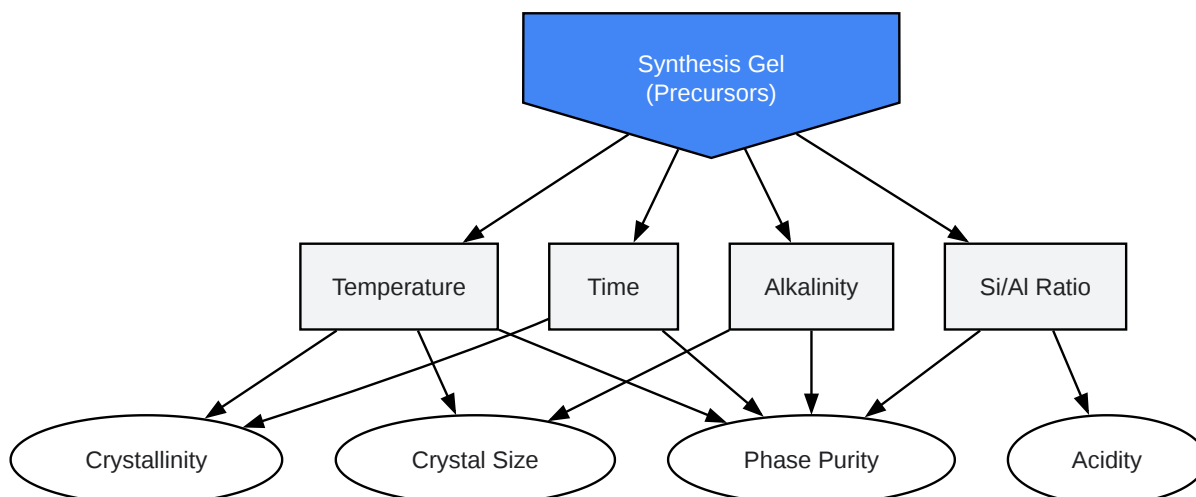 Synthesis Gel
(Precursors)
Temperature
Time
Alkalinity
Si/Al Ratio
Crystallinity
Crystal Size
Phase Purity
Acidity